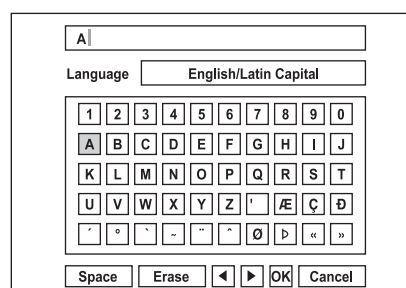 A
Language English/Latin Capital
1 2 3 4 5 6 7 8 9 0
A B C D E F G H I J
K L M N O P Q R S T
U V W X Y Z ' Æ Ç Đ
´ ° ` ~ ¨ ^ Ø Þ « »
Space Erase ◀ ▶ OK Cancel